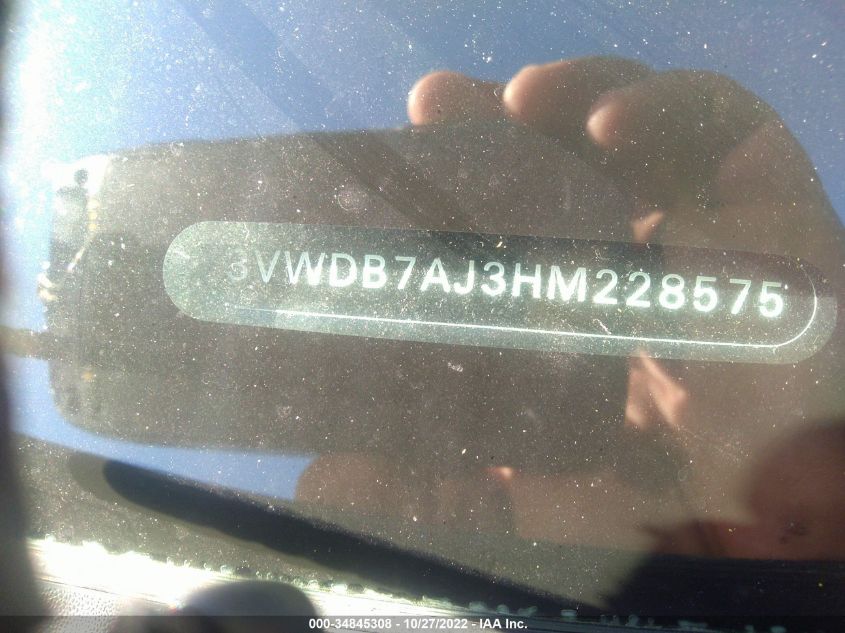 3VWDB7AJ3HM228575
000-34845308 • 10/27/2022 - IAA Inc.